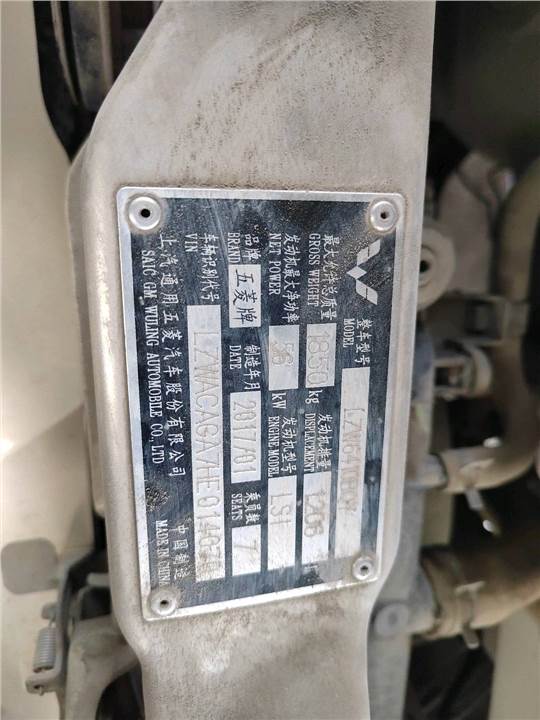 整车型号
MODEL
最大允许总质量 1850 kg 发动机排量 1206
GROSS WEIGHT DISPLACEMENT
发动机最大净功率 56 kW 发动机型号
NET POWER ENGINE MODEL
品牌 五菱牌 制造年月 2017/01 乘员数 7
BRAND DATE SEATS
车辆识别代号
VIN
上汽通用五菱汽车股份有限公司 中国制造
SAIC GM WULING AUTOMOBILE CO., LTD MADE IN CHINA